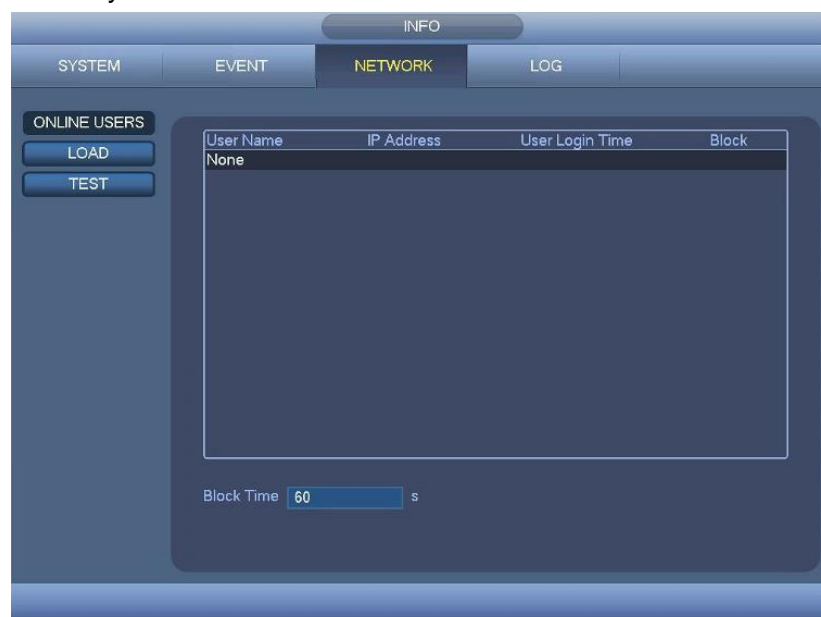 INFO
SYSTEM EVENT NETWORK LOG
ONLINE USERS
LOAD
TEST
User Name IP Address User Login Time Block
None
Block Time 60 s